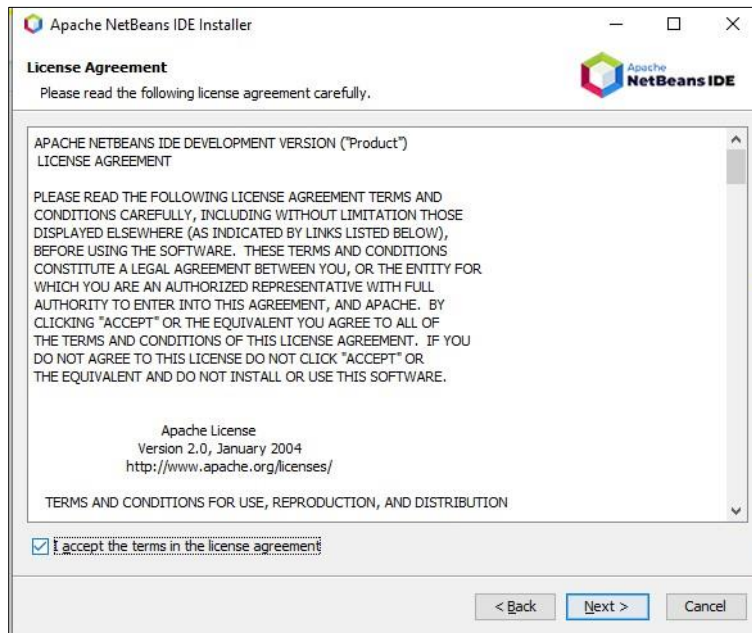 Apache NetBeans IDE Installer
License Agreement
Please read the following license agreement carefully.
Apache
NetBeans IDE
APACHE NETBEANS IDE DEVELOPMENT VERSION ("Product")
LICENSE AGREEMENT
PLEASE READ THE FOLLOWING LICENSE AGREEMENT TERMS AND
CONDITIONS CAREFULLY, INCLUDING WITHOUT LIMITATION THOSE
DISPLAYED ELSEWHERE (AS INDICATED BY LINKS LISTED BELOW),
BEFORE USING THE SOFTWARE.  THESE TERMS AND CONDITIONS
CONSTITUTE A LEGAL AGREEMENT BETWEEN YOU, OR THE ENTITY FOR
WHICH YOU ARE AN AUTHORIZED REPRESENTATIVE WITH FULL
AUTHORITY TO ENTER INTO THIS AGREEMENT, AND APACHE.  BY
CLICKING "ACCEPT" OR THE EQUIVALENT YOU AGREE TO ALL OF
THE TERMS AND CONDITIONS OF THIS LICENSE AGREEMENT.  IF YOU
DO NOT AGREE TO THIS LICENSE DO NOT CLICK "ACCEPT" OR
THE EQUIVALENT AND DO NOT INSTALL OR USE THIS SOFTWARE.
Apache License
Version 2.0, January 2004
http://www.apache.org/licenses/
TERMS AND CONDITIONS FOR USE, REPRODUCTION, AND DISTRIBUTION
I accept the terms in the license agreement
< Back
Next >
Cancel